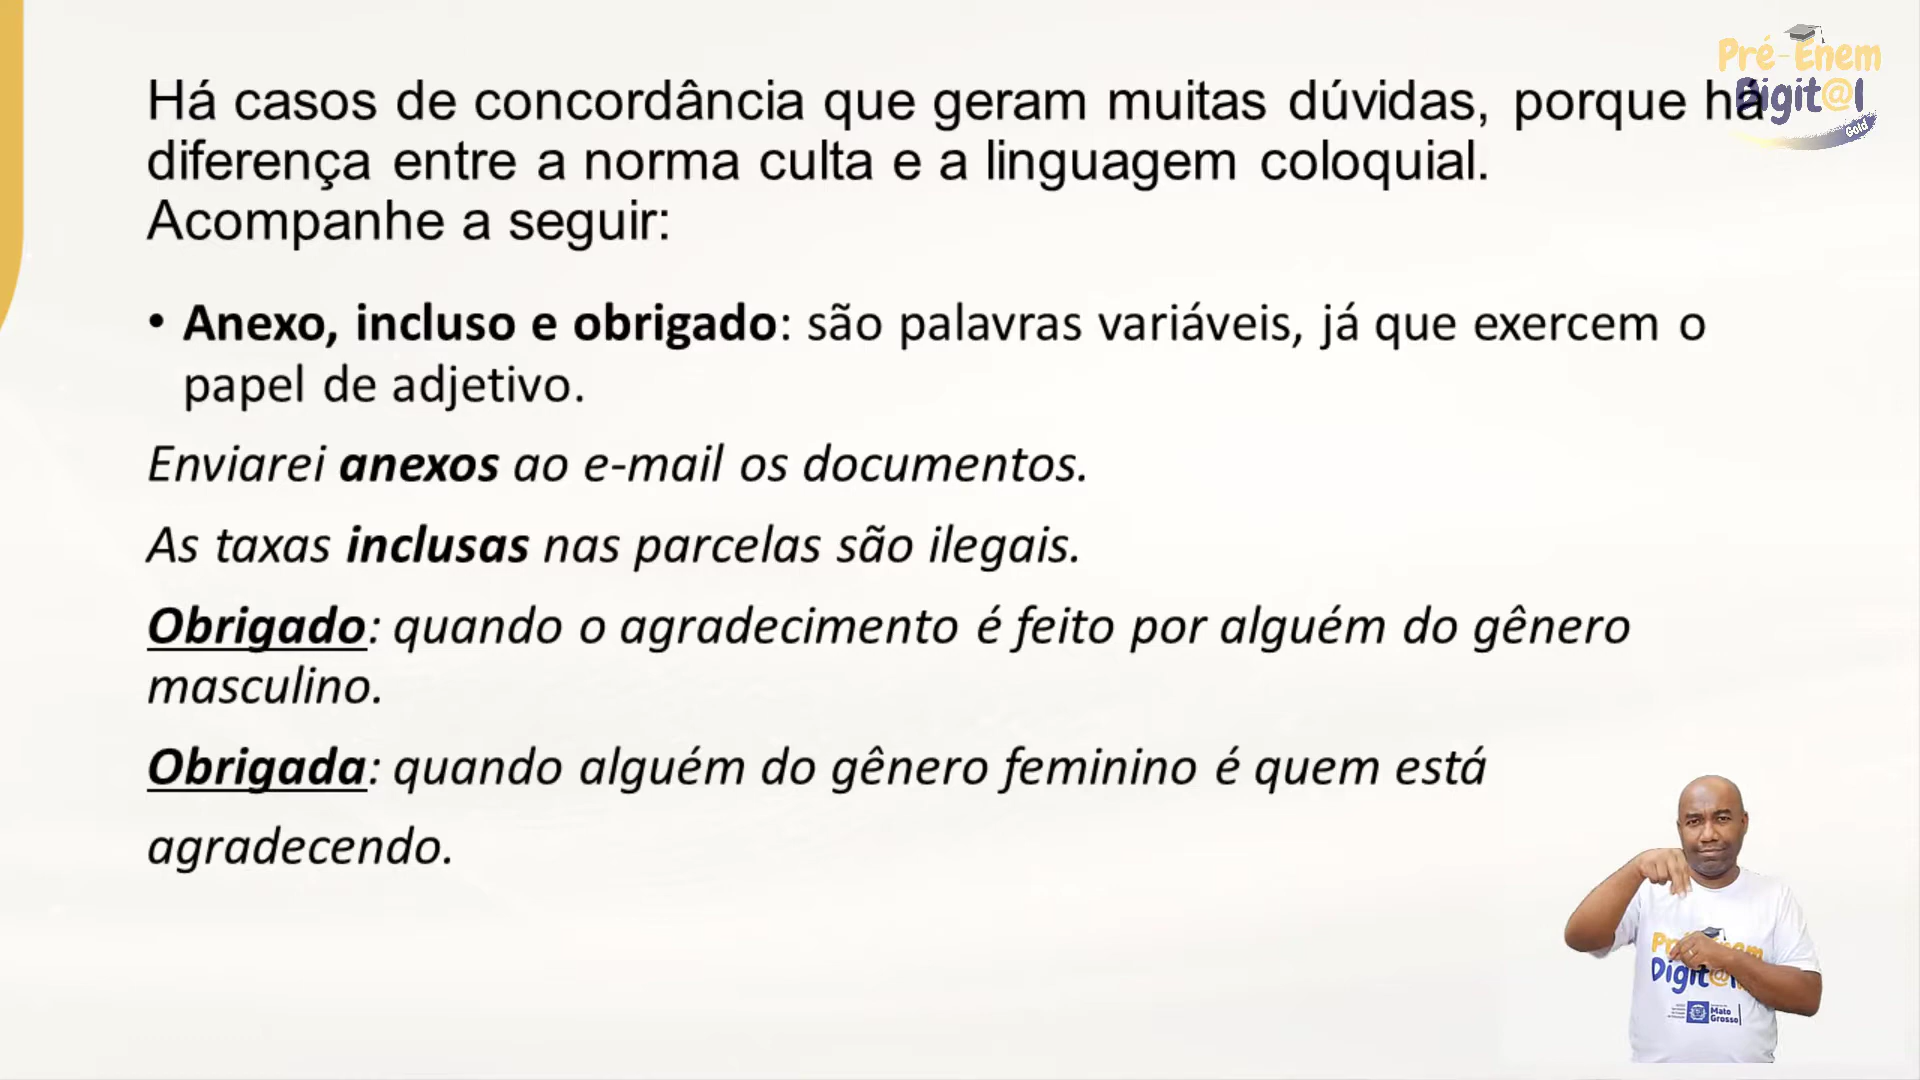 Há casos de concordância que geram muitas dúvidas, porque há
diferença entre a norma culta e a linguagem coloquial.
Acompanhe a seguir:
• Anexo, incluso e obrigado: são palavras variáveis, já que exercem o
papel de adjetivo.
Enviarei anexos ao e-mail os documentos.
As taxas inclusas nas parcelas são ilegais.
Obrigado: quando o agradecimento é feito por alguém do gênero
masculino.
Obrigada: quando alguém do gênero feminino é quem está
agradecendo.
Pré-Enem
Digit@l
Gold
Digit@l
Mato
Grosso